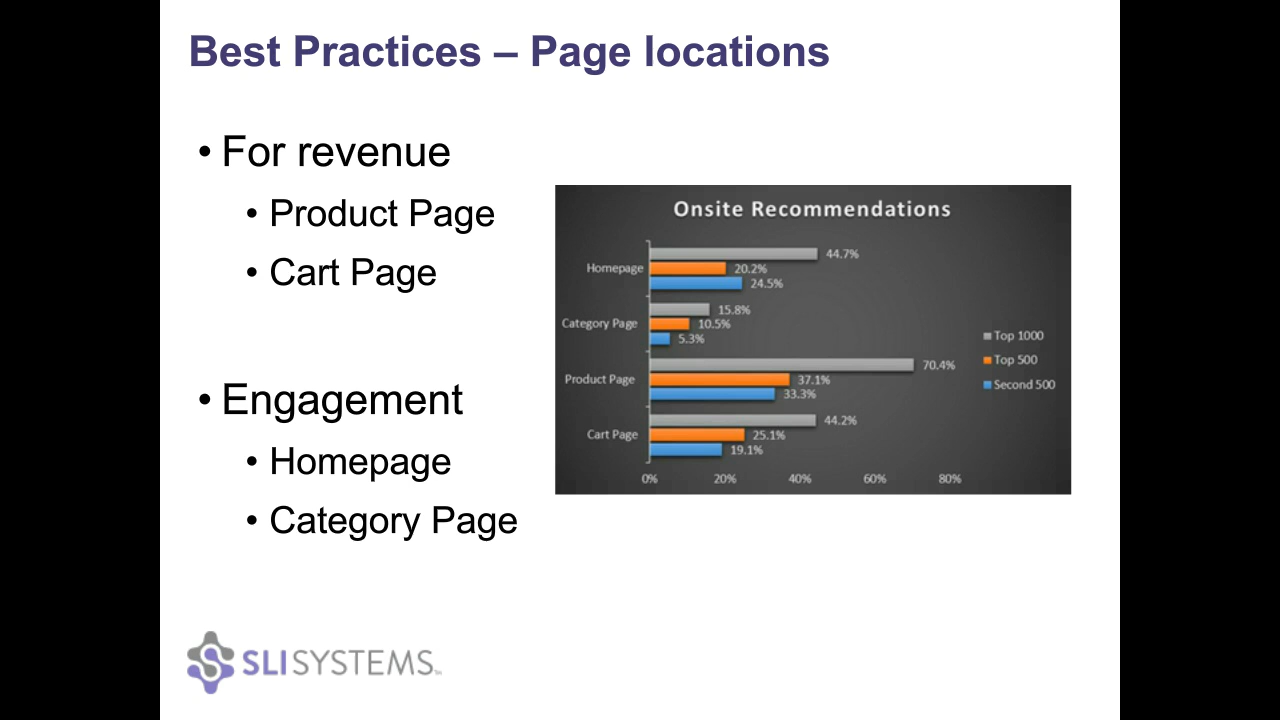 Best Practices – Page locations
• For revenue
• Product Page
• Cart Page
• Engagement
• Homepage
• Category Page
Onsite Recommendations
Homepage
44.7%
20.2%
24.5%
Category Page
15.8%
10.5%
5.3%
Product Page
70.4%
37.1%
33.3%
Cart Page
44.2%
25.1%
19.1%
0% 20% 40% 60% 80%
Top 1000
Top 500
Second 500
SLISYSTEMS